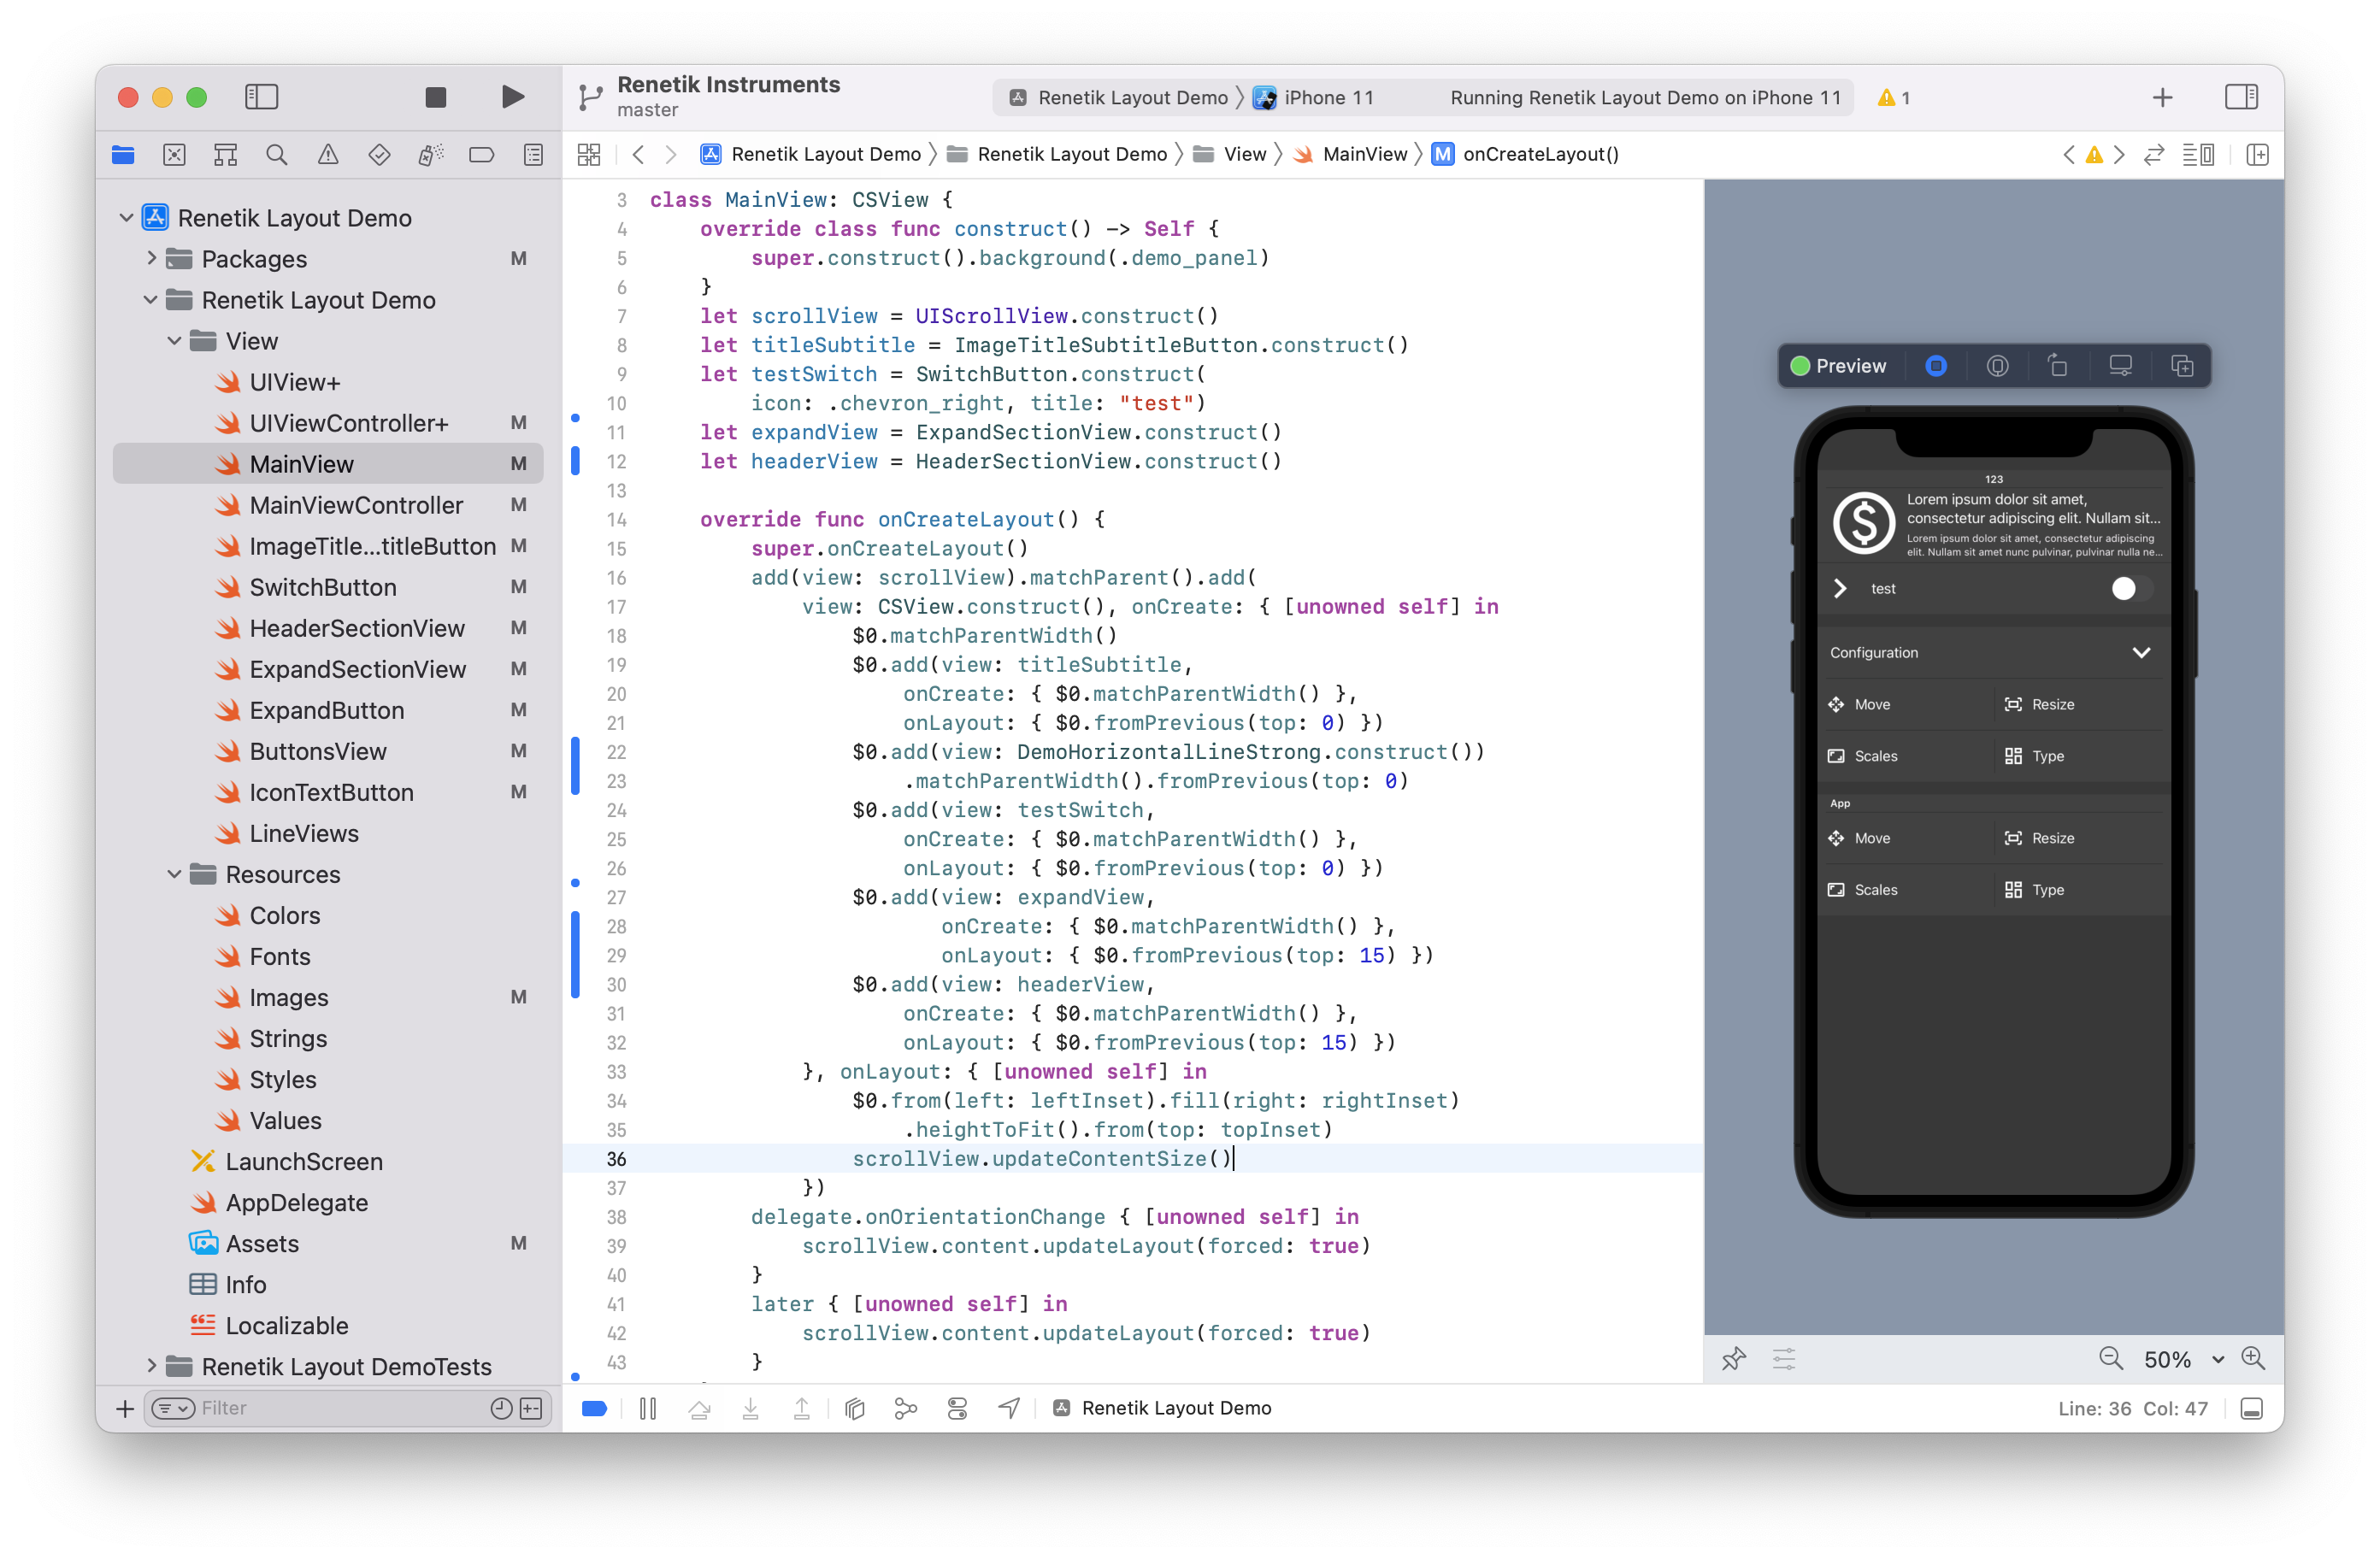 Renetik Instruments
master
Renetik Layout Demo
iPhone 11
Running Renetik Layout Demo on iPhone 11
1
Renetik Layout Demo
Renetik Layout Demo
View
MainView
M
onCreateLayout()
Renetik Layout Demo
Packages M
Renetik Layout Demo
View
UIView+
UIViewController+ M
MainView M
MainViewController M
ImageTitle...titleButton M
SwitchButton M
HeaderSectionView M
ExpandSectionView M
ExpandButton M
ButtonsView M
IconTextButton M
LineViews
Resources
Colors
Fonts
Images M
Strings
Styles
Values
LaunchScreen
AppDelegate
Assets M
Info
Localizable
Renetik Layout DemoTests
Filter
3 class MainView: CSView {
4 override class func construct() -> Self {
5 super.construct().background(.demo_panel)
6 }
7 let scrollView = UIScrollView.construct()
8 let titleSubtitle = ImageTitleSubtitleButton.construct()
9 let testSwitch = SwitchButton.construct(
10 icon: .chevron_right, title: "test")
11 let expandView = ExpandSectionView.construct()
12 let headerView = HeaderSectionView.construct()
13
14 override func onCreateLayout() {
15 super.onCreateLayout()
16 add(view: scrollView).matchParent().add(
17 view: CSView.construct(), onCreate: { [unowned self] in
18 $0.matchParentWidth()
19 $0.add(view: titleSubtitle,
20 onCreate: { $0.matchParentWidth() },
21 onLayout: { $0.fromPrevious(top: 0) })
22 $0.add(view: DemoHorizontalLineStrong.construct())
23 .matchParentWidth().fromPrevious(top: 0)
24 $0.add(view: testSwitch,
25 onCreate: { $0.matchParentWidth() },
26 onLayout: { $0.fromPrevious(top: 0) })
27 $0.add(view: expandView,
28 onCreate: { $0.matchParentWidth() },
29 onLayout: { $0.fromPrevious(top: 15) })
30 $0.add(view: headerView,
31 onCreate: { $0.matchParentWidth() },
32 onLayout: { $0.fromPrevious(top: 15) })
33 }, onLayout: { [unowned self] in
34 $0.from(left: leftInset).fill(right: rightInset)
35 .heightToFit().from(top: topInset)
36 scrollView.updateContentSize()
37 })
38 delegate.onOrientationChange { [unowned self] in
39 scrollView.content.updateLayout(forced: true)
40 }
41 later { [unowned self] in
42 scrollView.content.updateLayout(forced: true)
43 }
Preview
123
Lorem ipsum dolor sit amet,
consectetur adipiscing elit. Nullam sit...
Lorem ipsum dolor sit amet, consectetur adipiscing
elit. Nullam sit amet nunc pulvinar, pulvinar nulla ne...
test
Configuration
Move Resize
Scales Type
App
Move Resize
Scales Type
50%
Renetik Layout Demo
Line: 36 Col: 47